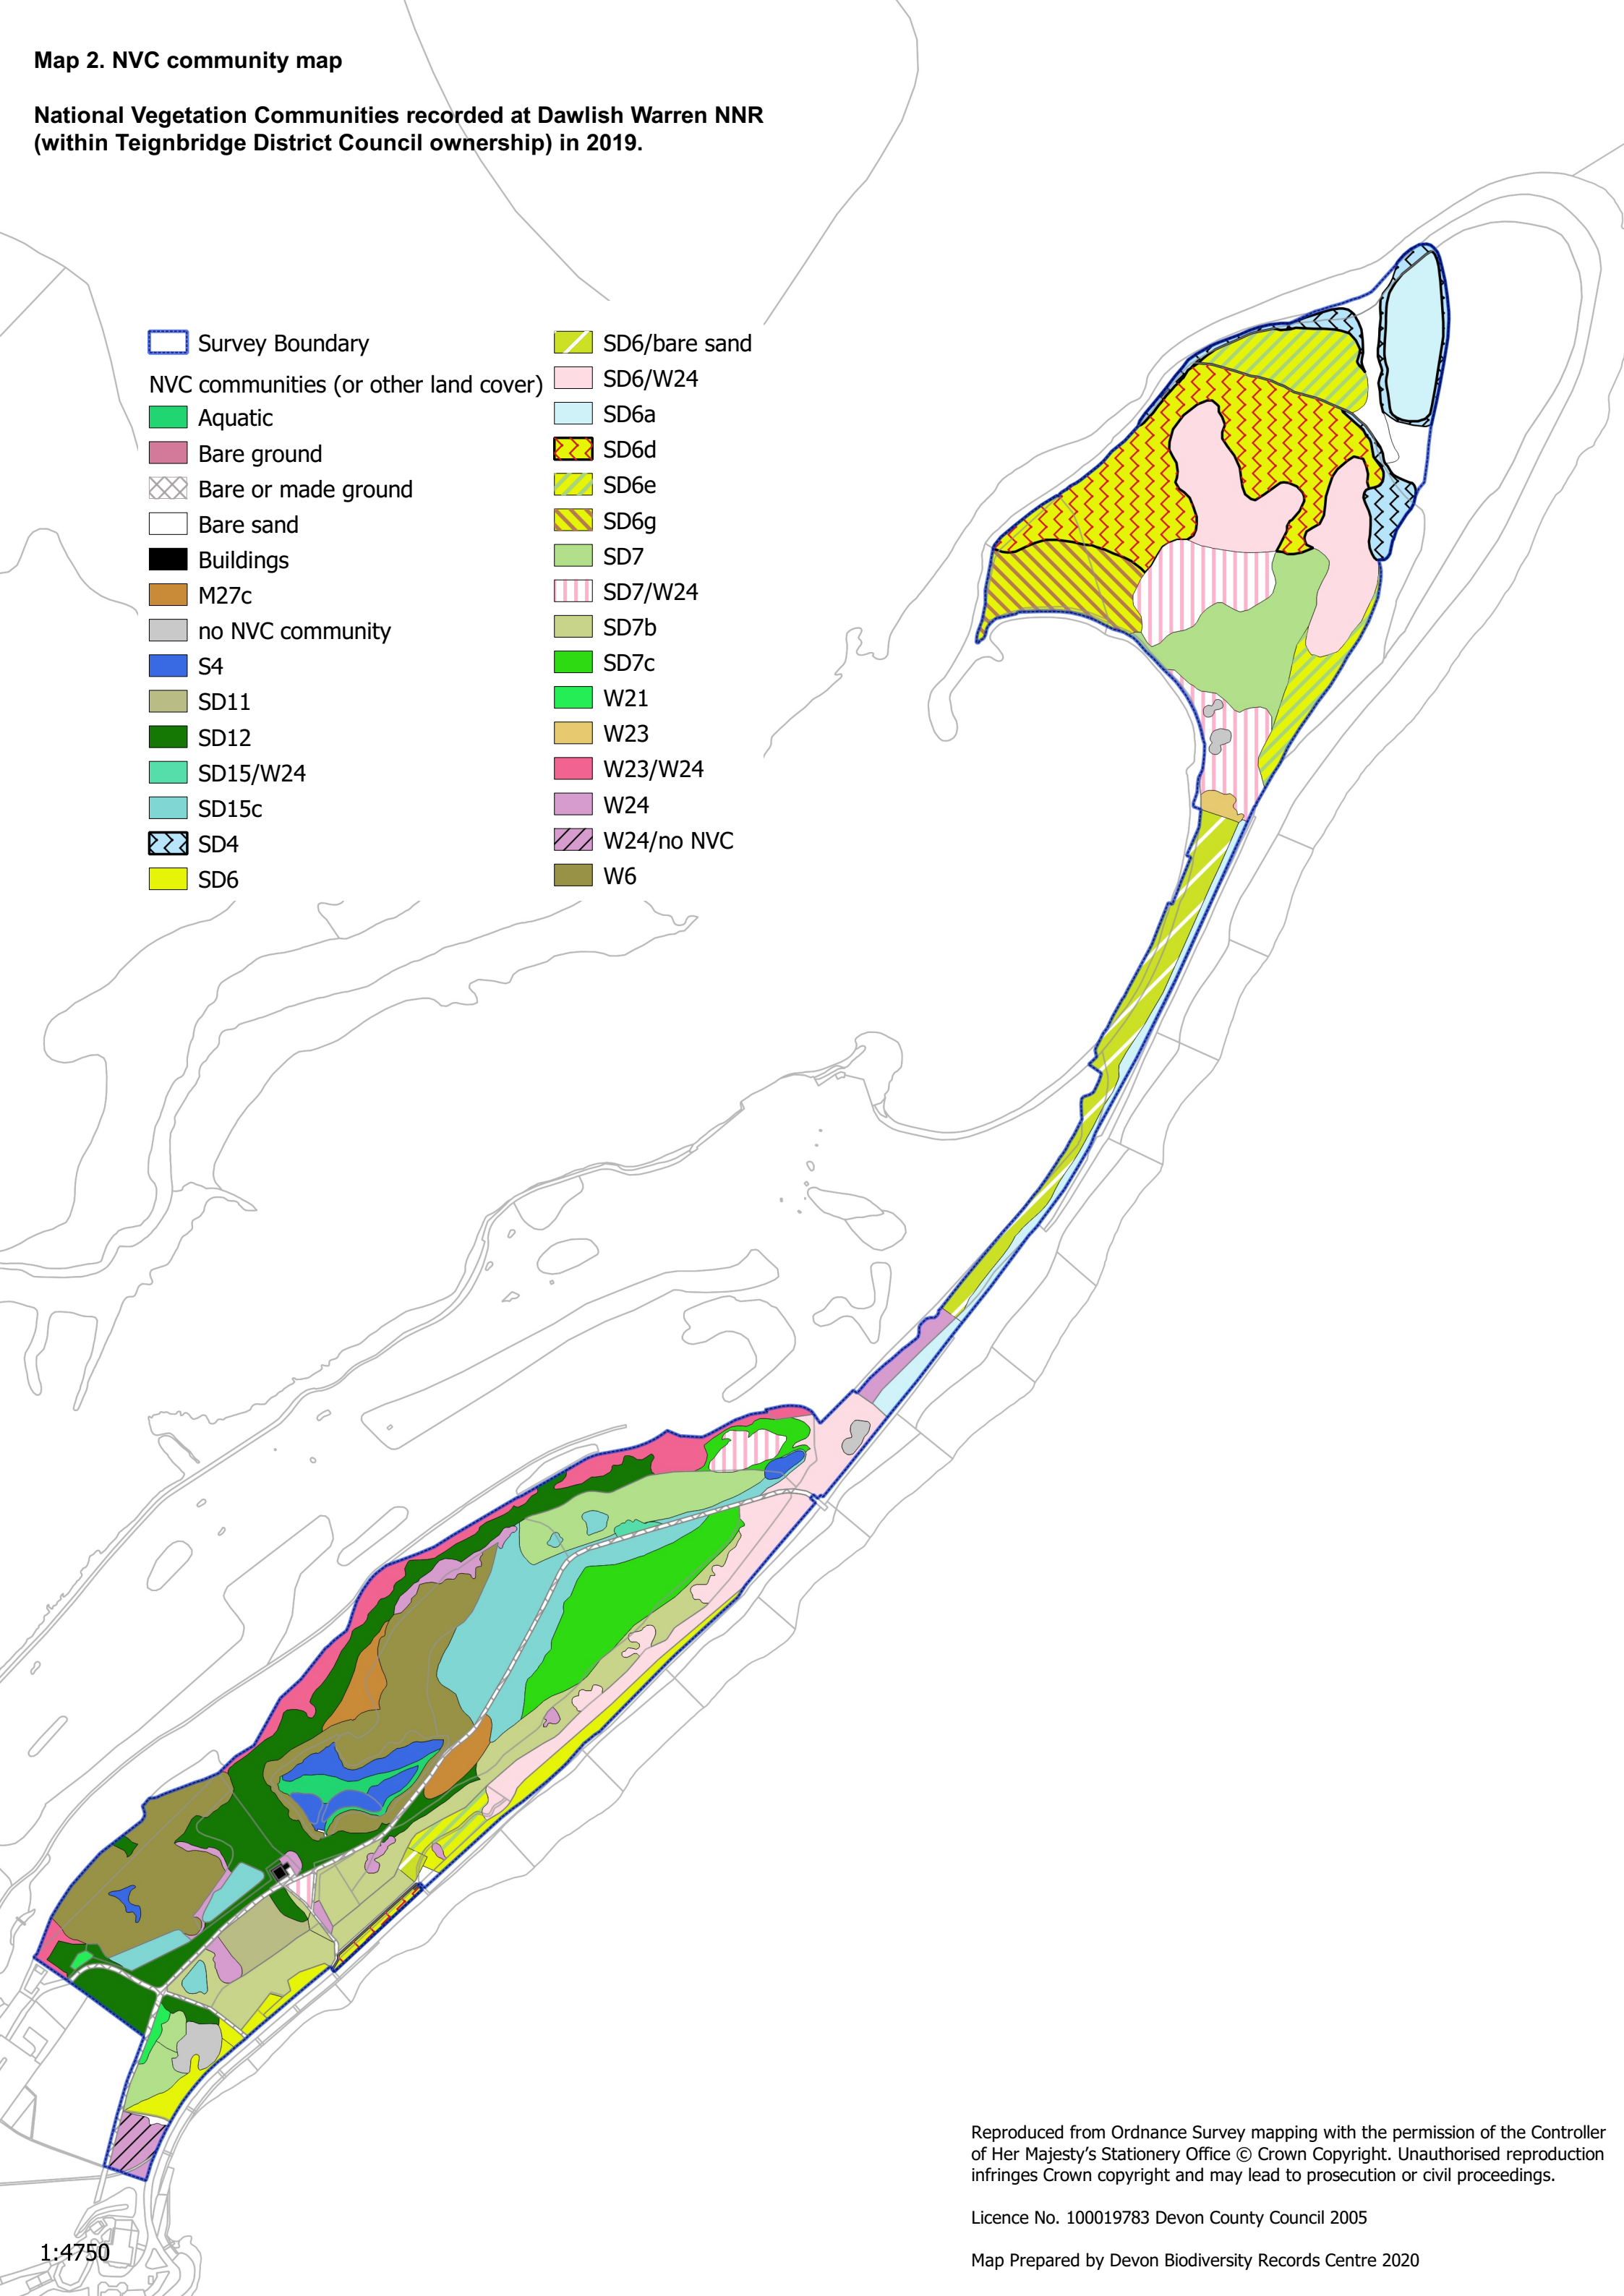 Map 2. NVC community map
National Vegetation Communities recorded at Dawlish Warren NNR
(within Teignbridge District Council ownership) in 2019.
Survey Boundary
NVC communities (or other land cover)
Aquatic
Bare ground
Bare or made ground
Bare sand
Buildings
M27c
no NVC community
S4
SD11
SD12
SD15/W24
SD15c
SD4
SD6
SD6/bare sand
SD6/W24
SD6a
SD6d
SD6e
SD6g
SD7
SD7/W24
SD7b
SD7c
W21
W23
W23/W24
W24
W24/no NVC
W6
Reproduced from Ordnance Survey mapping with the permission of the Controller
of Her Majesty’s Stationery Office © Crown Copyright. Unauthorised reproduction
infringes Crown copyright and may lead to prosecution or civil proceedings.
Licence No. 100019783 Devon County Council 2005
Map Prepared by Devon Biodiversity Records Centre 2020
1:4750